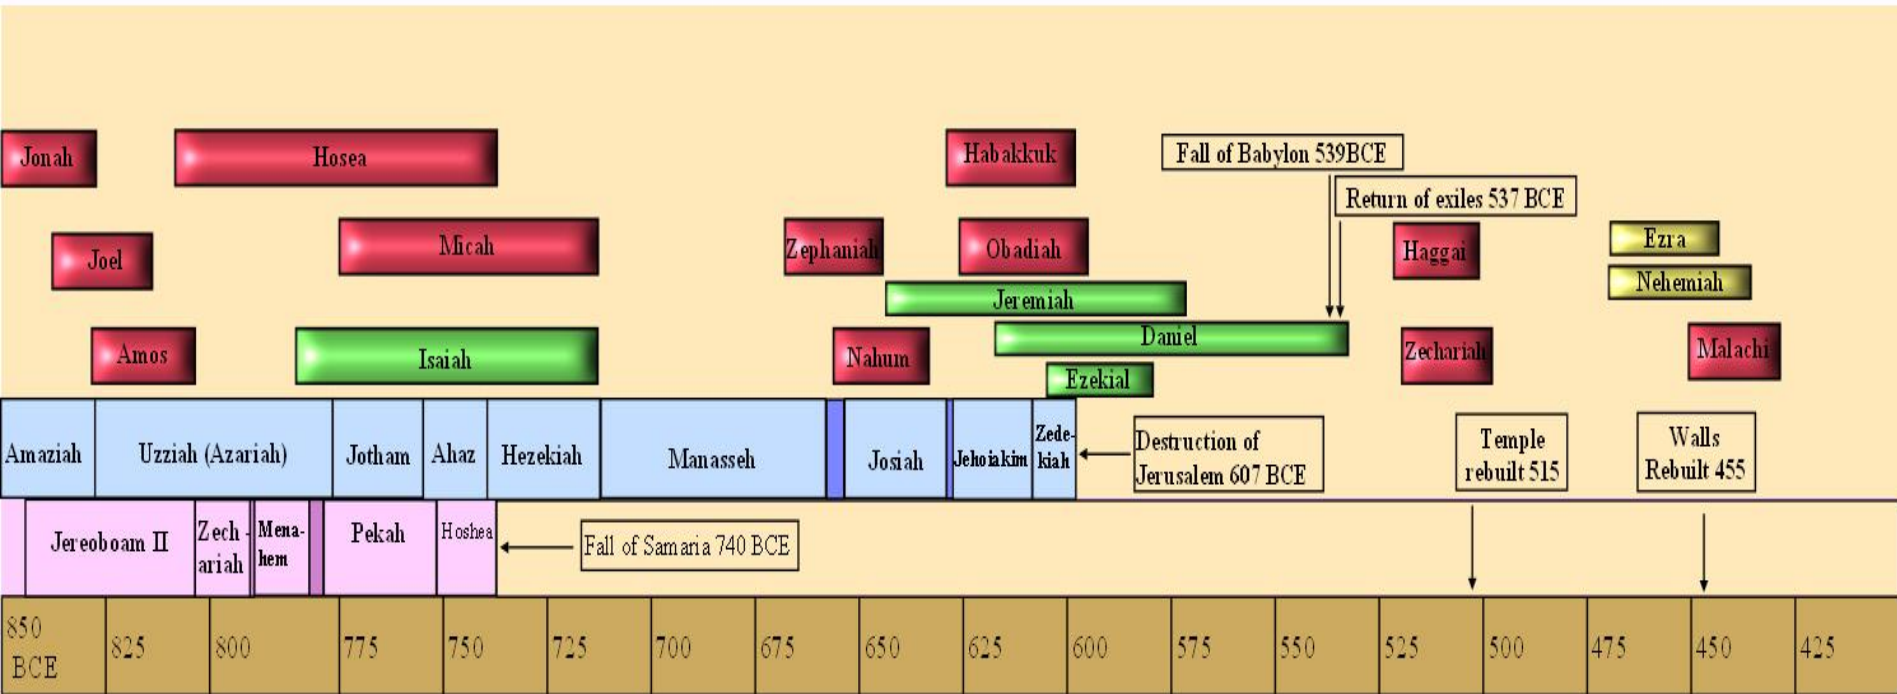 Jonah
Hosea
Habakkuk
Fall of Babylon 539BCE
Return of exiles 537 BCE
Joel
Micah
Zephaniah
Obadiah
Haggai
Ezra
Nehemiah
Jeremiah
Daniel
Amos
Isaiah
Nahum
Ezekial
Zechariah
Malachi
Amaziah
Uzziah (Azariah)
Jotham
Ahaz
Hezekiah
Manasseh
Josiah
Jehoiakim
Zede-
kiah
Destruction of
Jerusalem 607 BCE
Temple
rebuilt 515
Walls
Rebuilt 455
Jereoboam II
Zech-
ariah
Mena-
hem
Pekah
Hoshea
Fall of Samaria 740 BCE
850
BCE
825
800
775
750
725
700
675
650
625
600
575
550
525
500
475
450
425